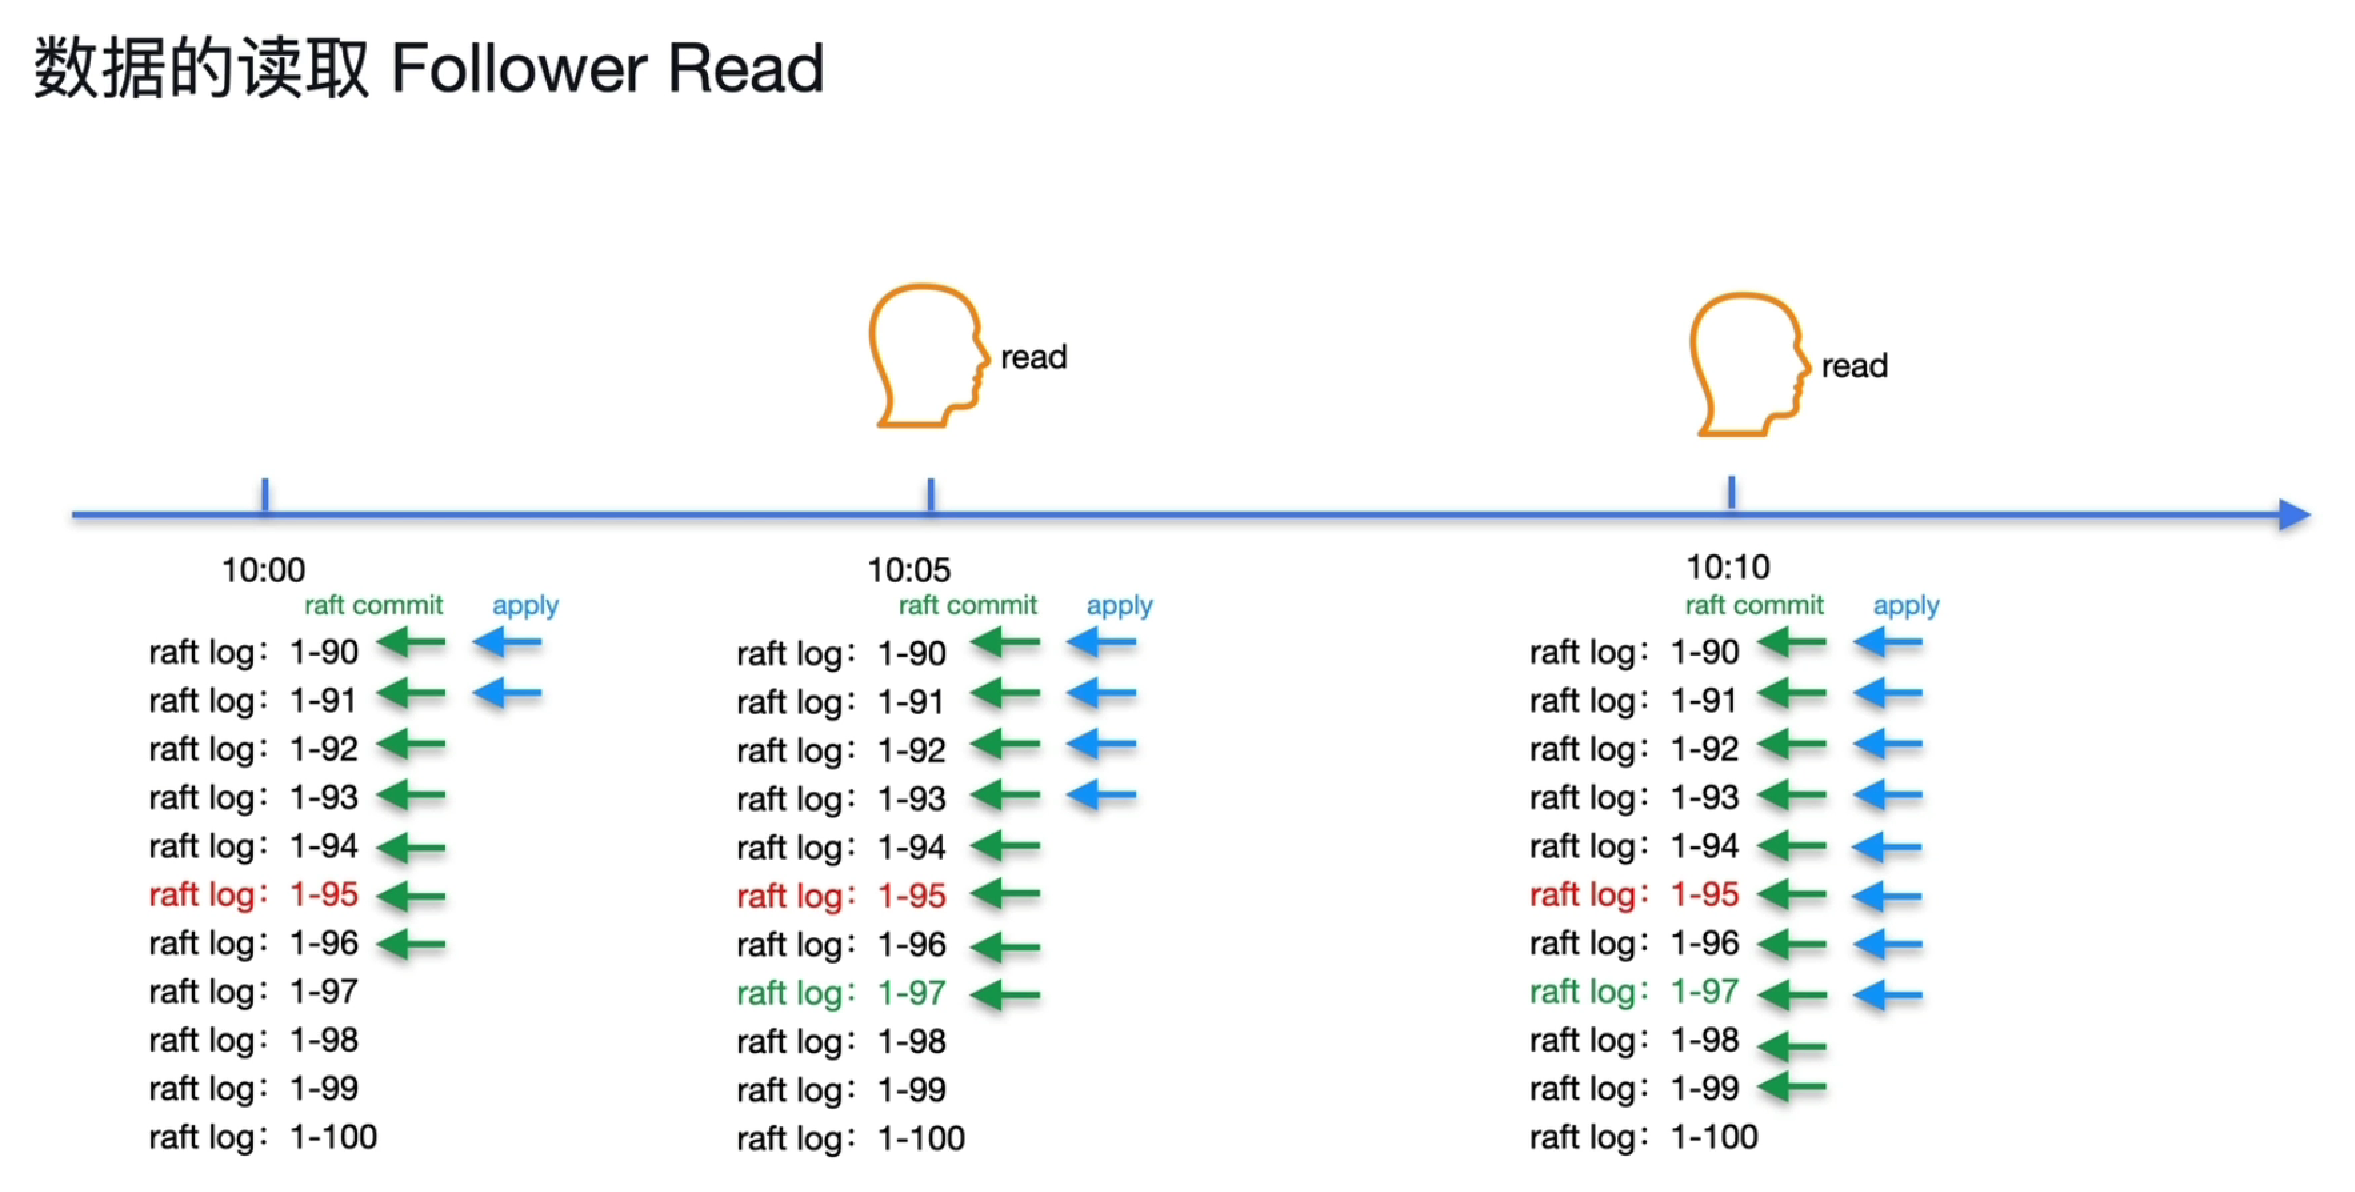 数据的读取 Follower Read
read
read
10:00
raft commit apply
raft log: 1-90
raft log: 1-91
raft log: 1-92
raft log: 1-93
raft log: 1-94
raft log: 1-95
raft log: 1-96
raft log: 1-97
raft log: 1-98
raft log: 1-99
raft log: 1-100
10:05
raft commit apply
raft log: 1-90
raft log: 1-91
raft log: 1-92
raft log: 1-93
raft log: 1-94
raft log: 1-95
raft log: 1-96
raft log: 1-97
raft log: 1-98
raft log: 1-99
raft log: 1-100
10:10
raft commit apply
raft log: 1-90
raft log: 1-91
raft log: 1-92
raft log: 1-93
raft log: 1-94
raft log: 1-95
raft log: 1-96
raft log: 1-97
raft log: 1-98
raft log: 1-99
raft log: 1-100